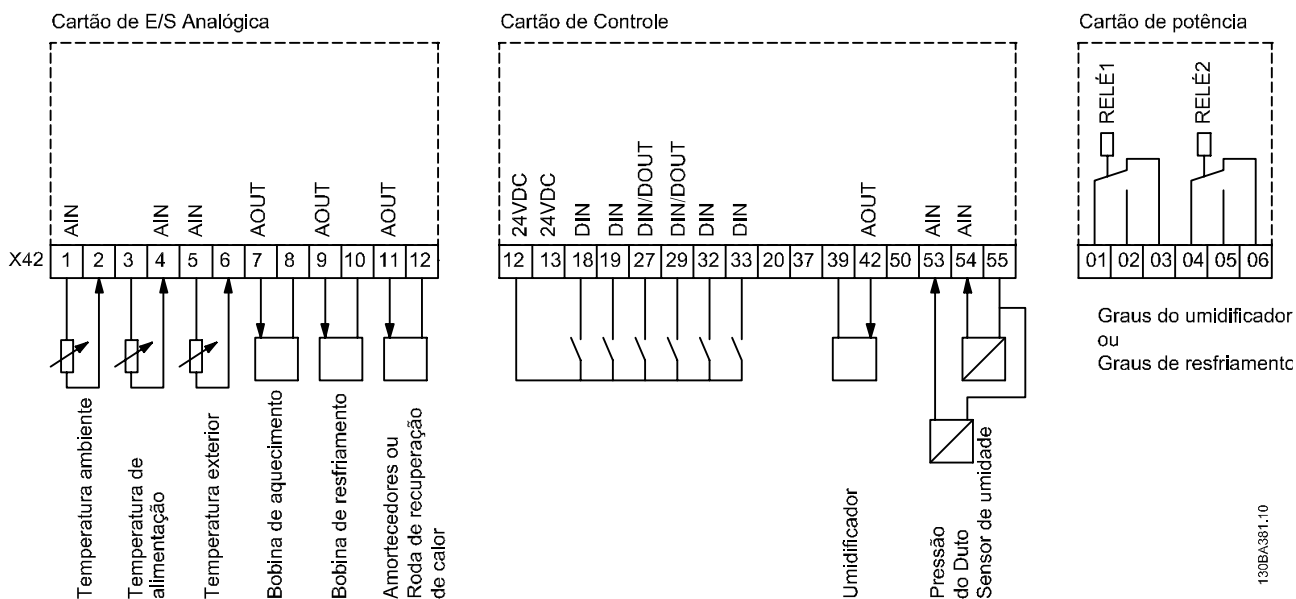 Cartão de E/S Analógica
Cartão de Controle
Cartão de potência
RELÉ1
RELÉ2
AIN
AIN
AIN
AOUT
AOUT
AOUT
24VDC
24VDC
DIN
DIN
DIN/DOUT
DIN/DOUT
DIN
DIN
AOUT
AIN
AIN
X42 1 2 3 4 5 6 7 8 9 10 11 12
12 13 18 19 27 29 32 33 20 37 39 42 50 53 54 55
01 02 03 04 05 06
Graus do umidificador
ou
Graus de resfriamento
Temperatura ambiente
Temperatura de
alimentação
Temperatura exterior
Bobina de aquecimento
Bobina de resfriamento
Amortecedores ou
Roda de recuperação
de calor
Umidificador
Pressão
do Duto
Sensor de umidade
130BA381.10